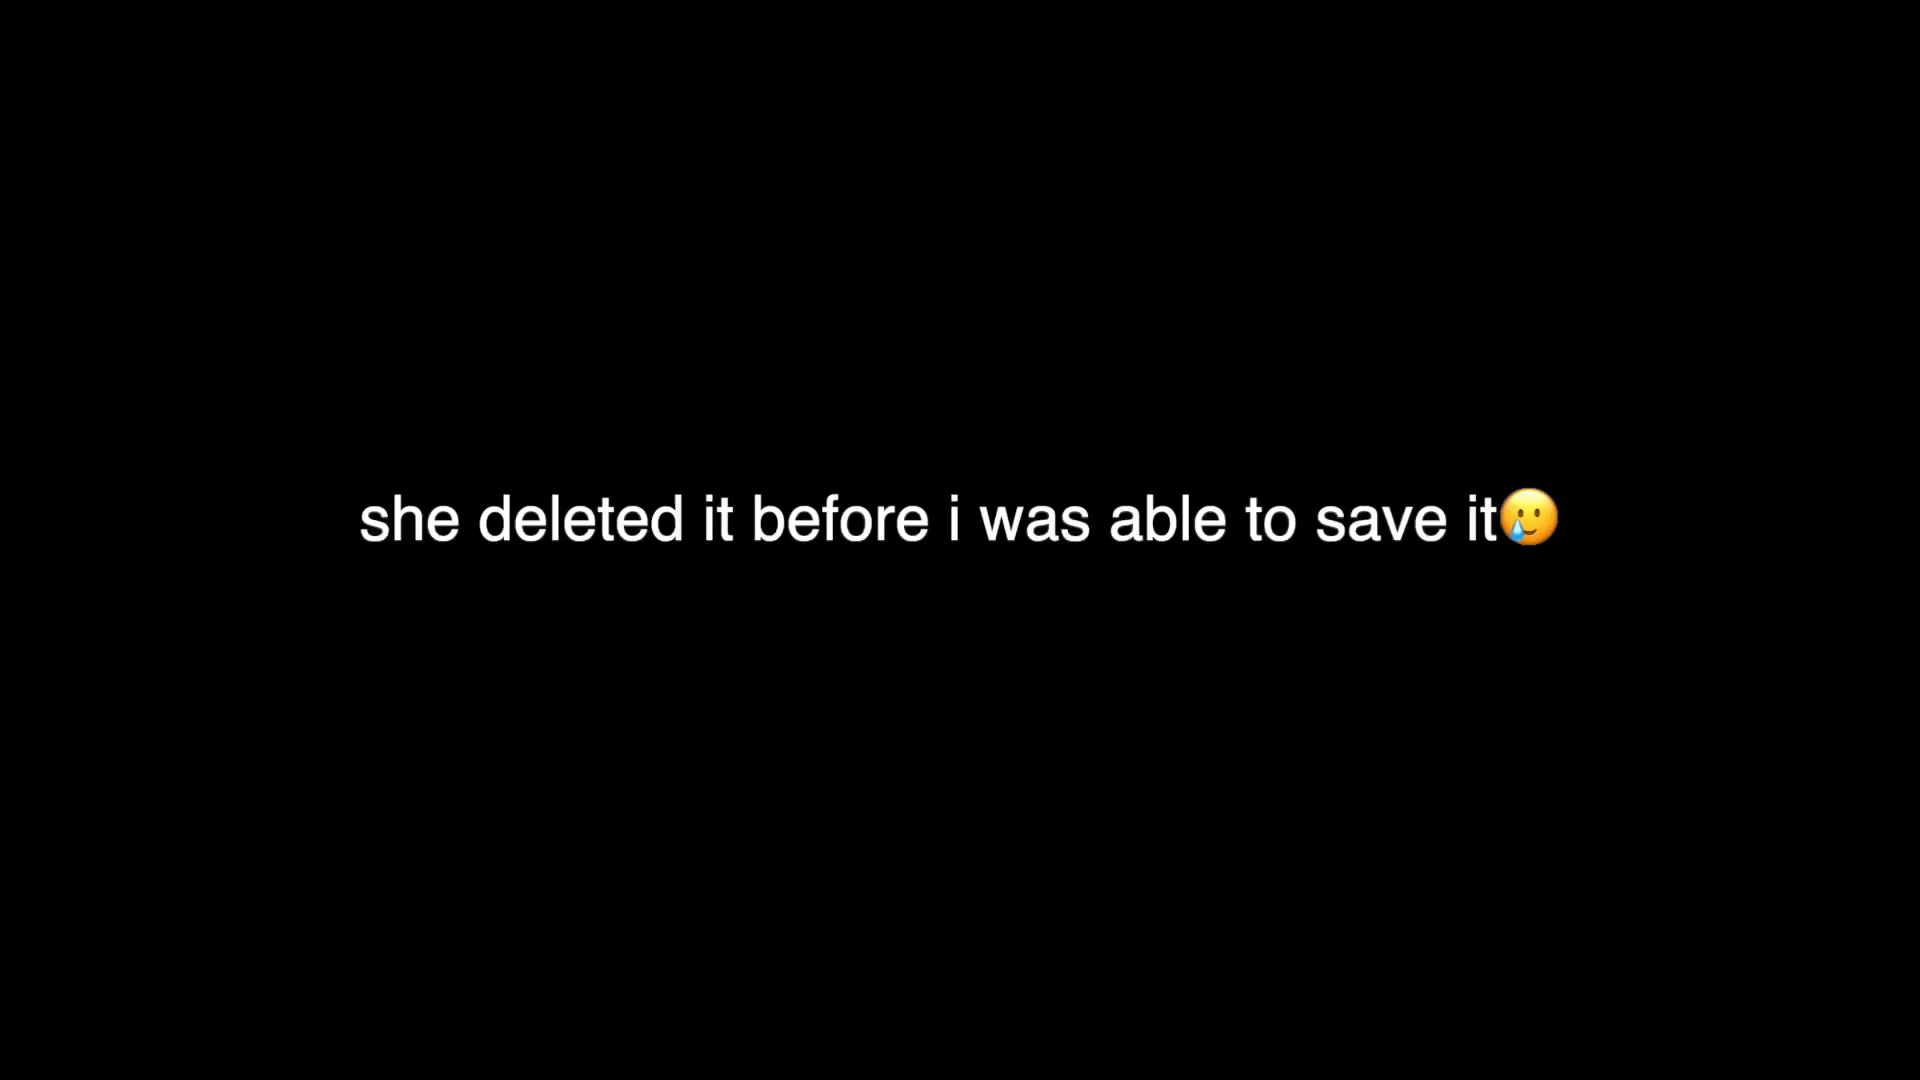 she deleted it before i was able to save it🥲